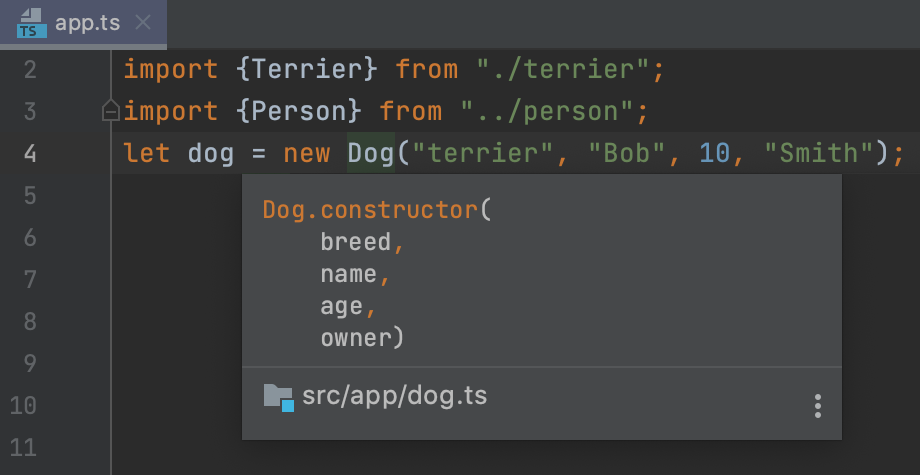 TS app.ts
2 import {Terrier} from "./terrier";
3 import {Person} from "../person";
4 let dog = new Dog("terrier", "Bob", 10, "Smith");
5
Dog.constructor(
6 breed,
name,
7 age,
8 owner)
9
10 src/app/dog.ts
11